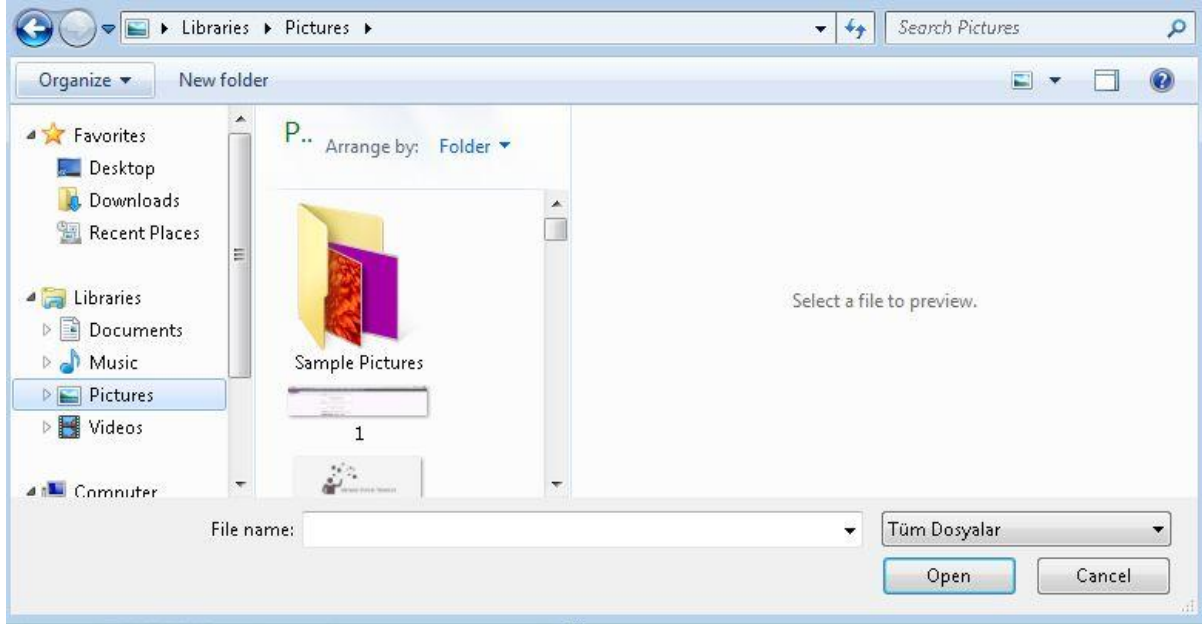 Libraries Pictures
Search Pictures
Organize New folder
Favorites
Desktop
Downloads
Recent Places
Libraries
Documents
Music
Pictures
Videos
Computer
P.. Arrange by: Folder
Sample Pictures
1
Select a file to preview.
File name:
Tüm Dosyalar
Open Cancel